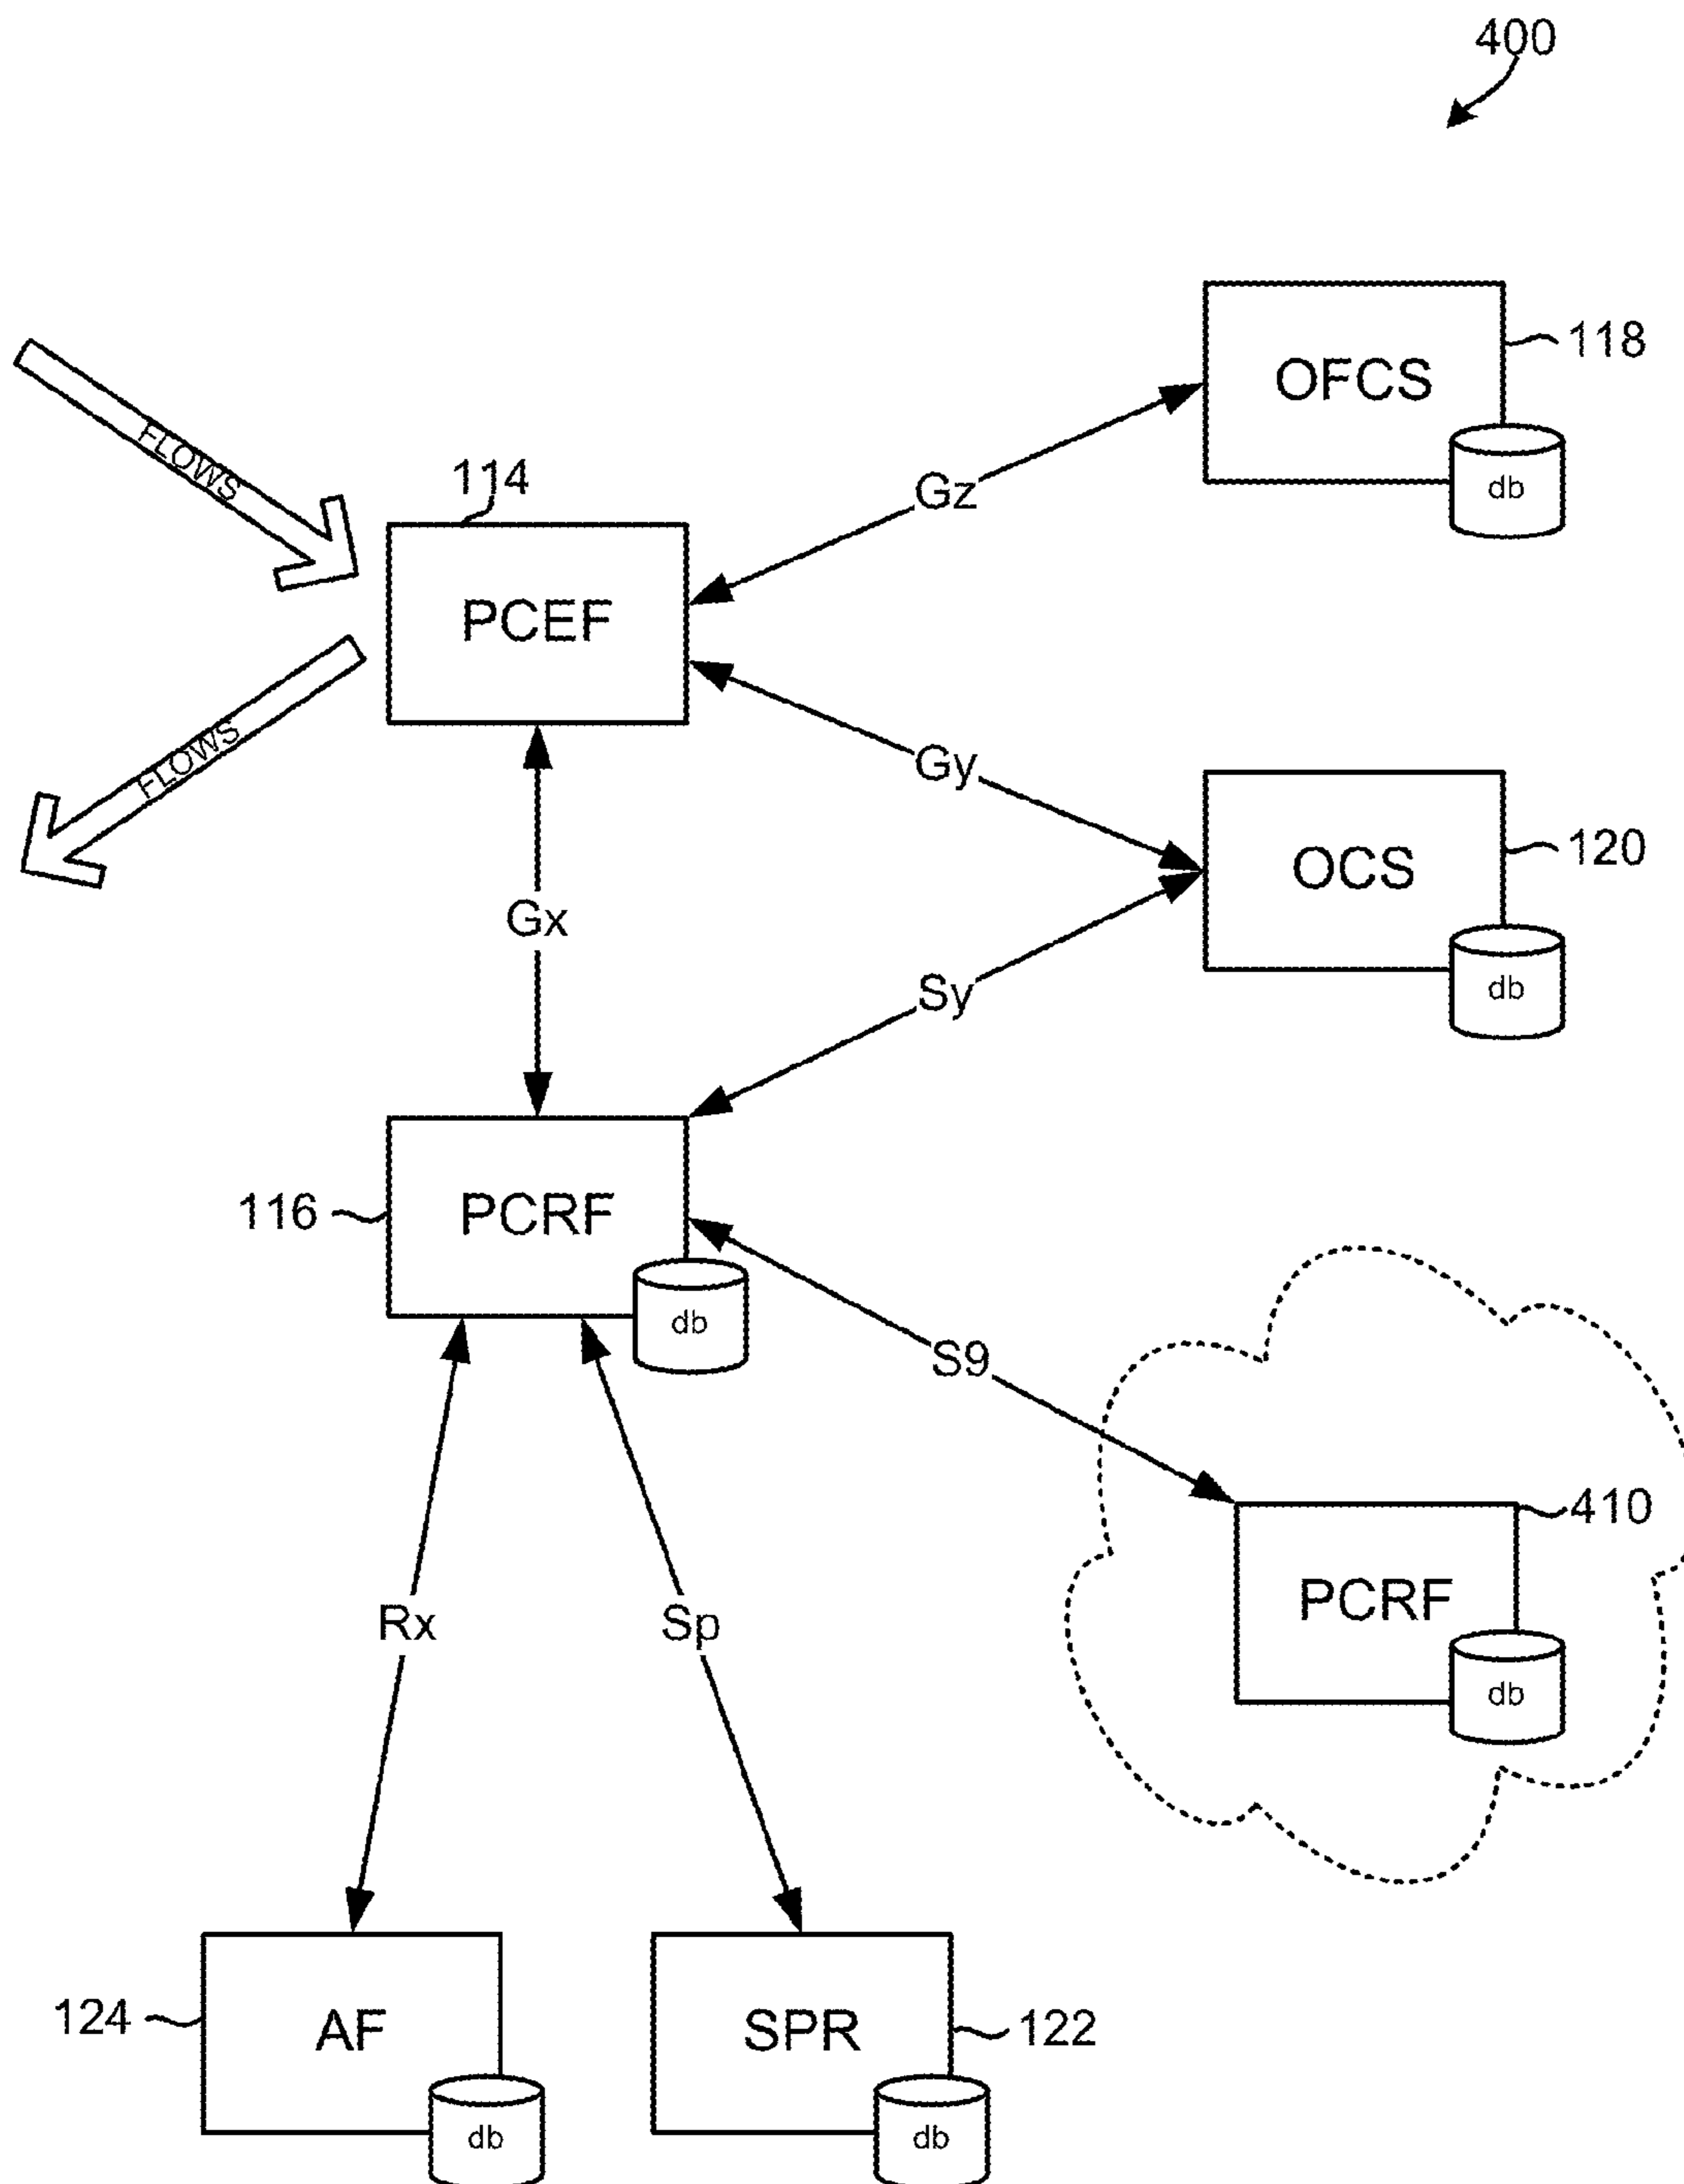 400
OFCS
118
db
FLOWS
114
Gz
PCEF
FLOWS
Gy
OCS
120
db
Gx
Sy
116
PCRF
db
S9
410
PCRF
db
Rx
Sp
124
AF
db
SPR
122
db